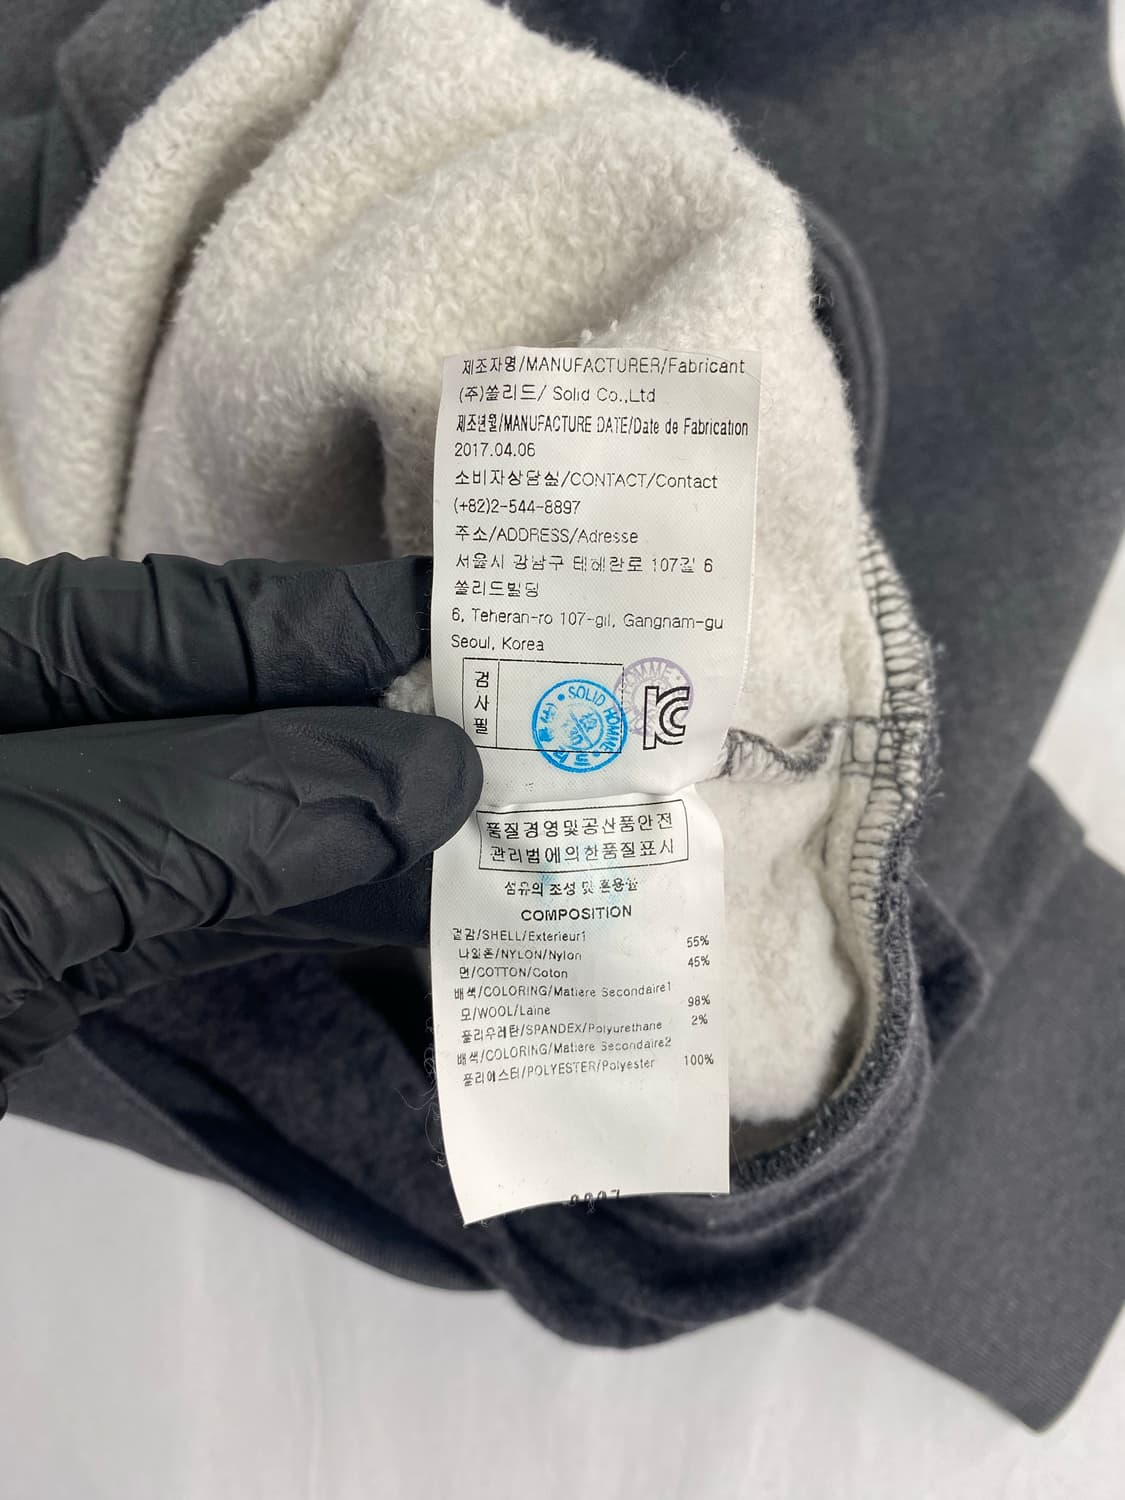 제조자명/MANUFACTURER/Fabricant
(주)쏠리드/ Solid Co.,Ltd
제조년월/MANUFACTURE DATE/Date de Fabrication
2017.04.06
소비자상담실/CONTACT/Contact
(+82)2-544-8897
주소/ADDRESS/Adresse
서울시 강남구 테헤란로 107길 6
쏠리드빌딩
6, Teheran-ro 107-gil, Gangnam-gu
Seoul, Korea
검사필
SOLID HOMME
HOMME
KC
품질경영및공산품안전
관리법에의한품질표시
섬유의 조성 및 혼용율
COMPOSITION
겉감/SHELL/Exterieur1
나일론/NYLON/Nylon 55%
면/COTTON/Coton 45%
배색/COLORING/Matiere Secondaire1
모/WOOL/Laine 98%
폴리우레탄/SPANDEX/Polyurethane 2%
배색/COLORING/Matiere Secondaire2
폴리에스터/POLYESTER/Polyester 100%